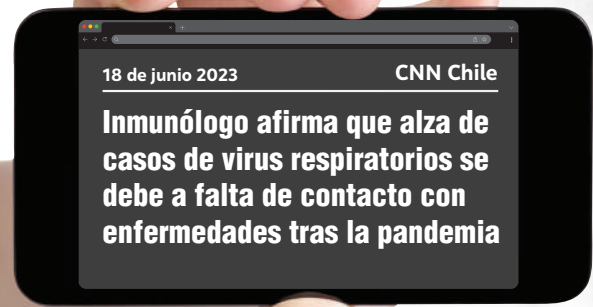 18 de junio 2023
CNN Chile
Inmunólogo afirma que alza de
casos de virus respiratorios se
debe a falta de contacto con
enfermedades tras la pandemia